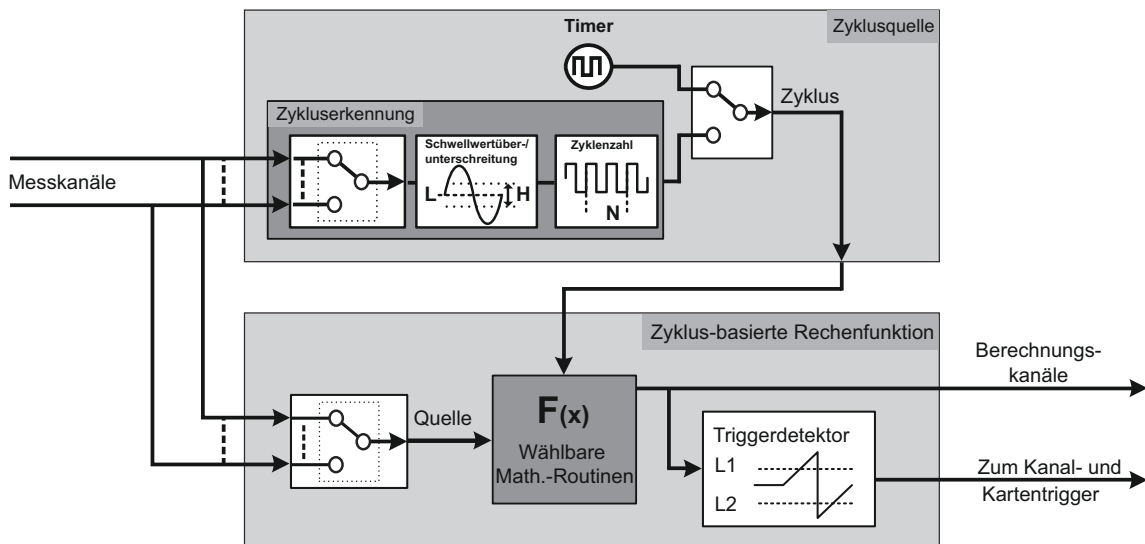 Zyklusquelle
Timer
Zyklus
Zykluserkennung
Schwellwertüber-/
unterschreitung
L
H
Zyklenzahl
N
Messkanäle
Zyklus-basierte Rechenfunktion
Berechnungs-
kanäle
Quelle
F(x)
Wählbare
Math.-Routinen
Triggerdetektor
L1
L2
Zum Kanal- und
Kartentrigger